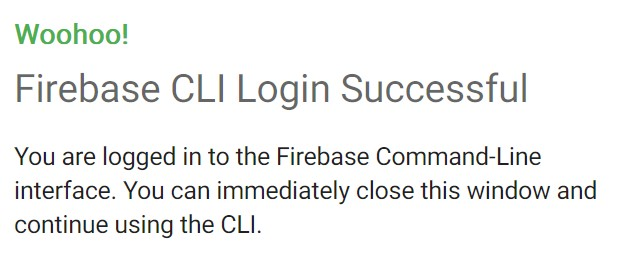 Woohoo!
Firebase CLI Login Successful
You are logged in to the Firebase Command-Line
interface. You can immediately close this window and
continue using the CLI.